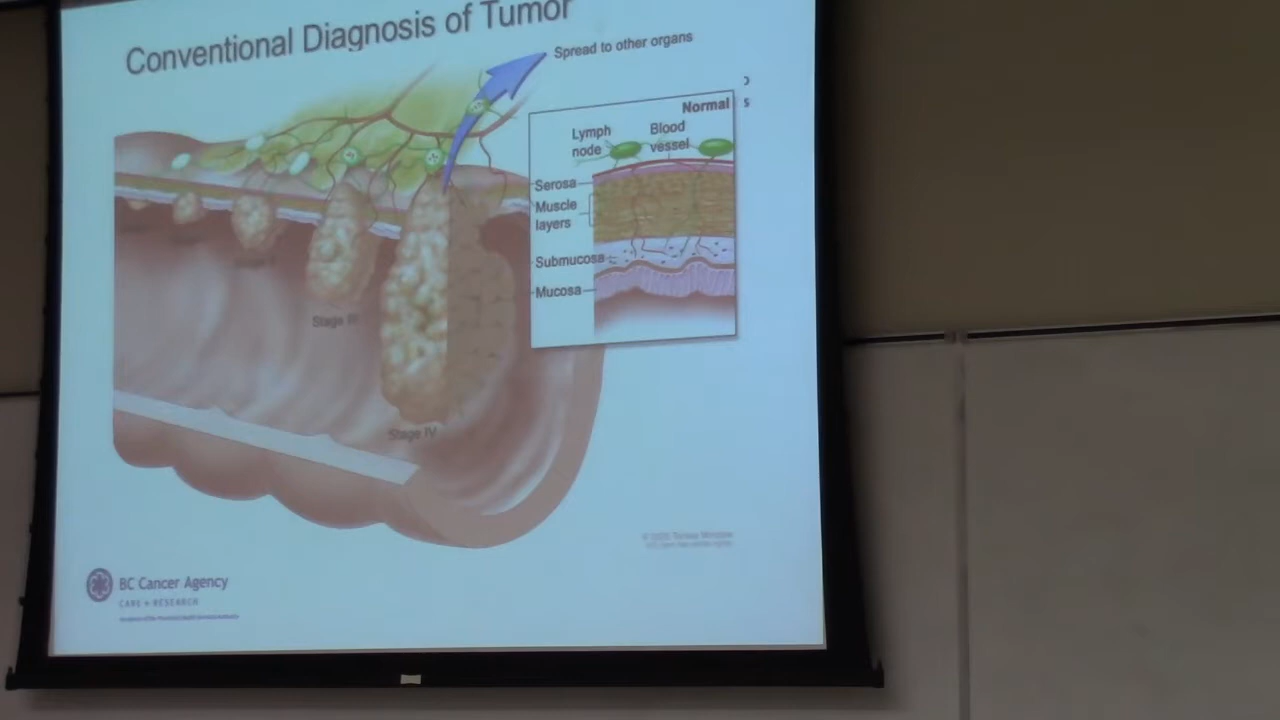 Conventional Diagnosis of Tumor
Spread to other organs
Normal
Lymph
node
Blood
vessel
Serosa
Muscle
layers
Submucosa
Mucosa
Stage III
Stage IV
BC Cancer Agency
CARE + RESEARCH